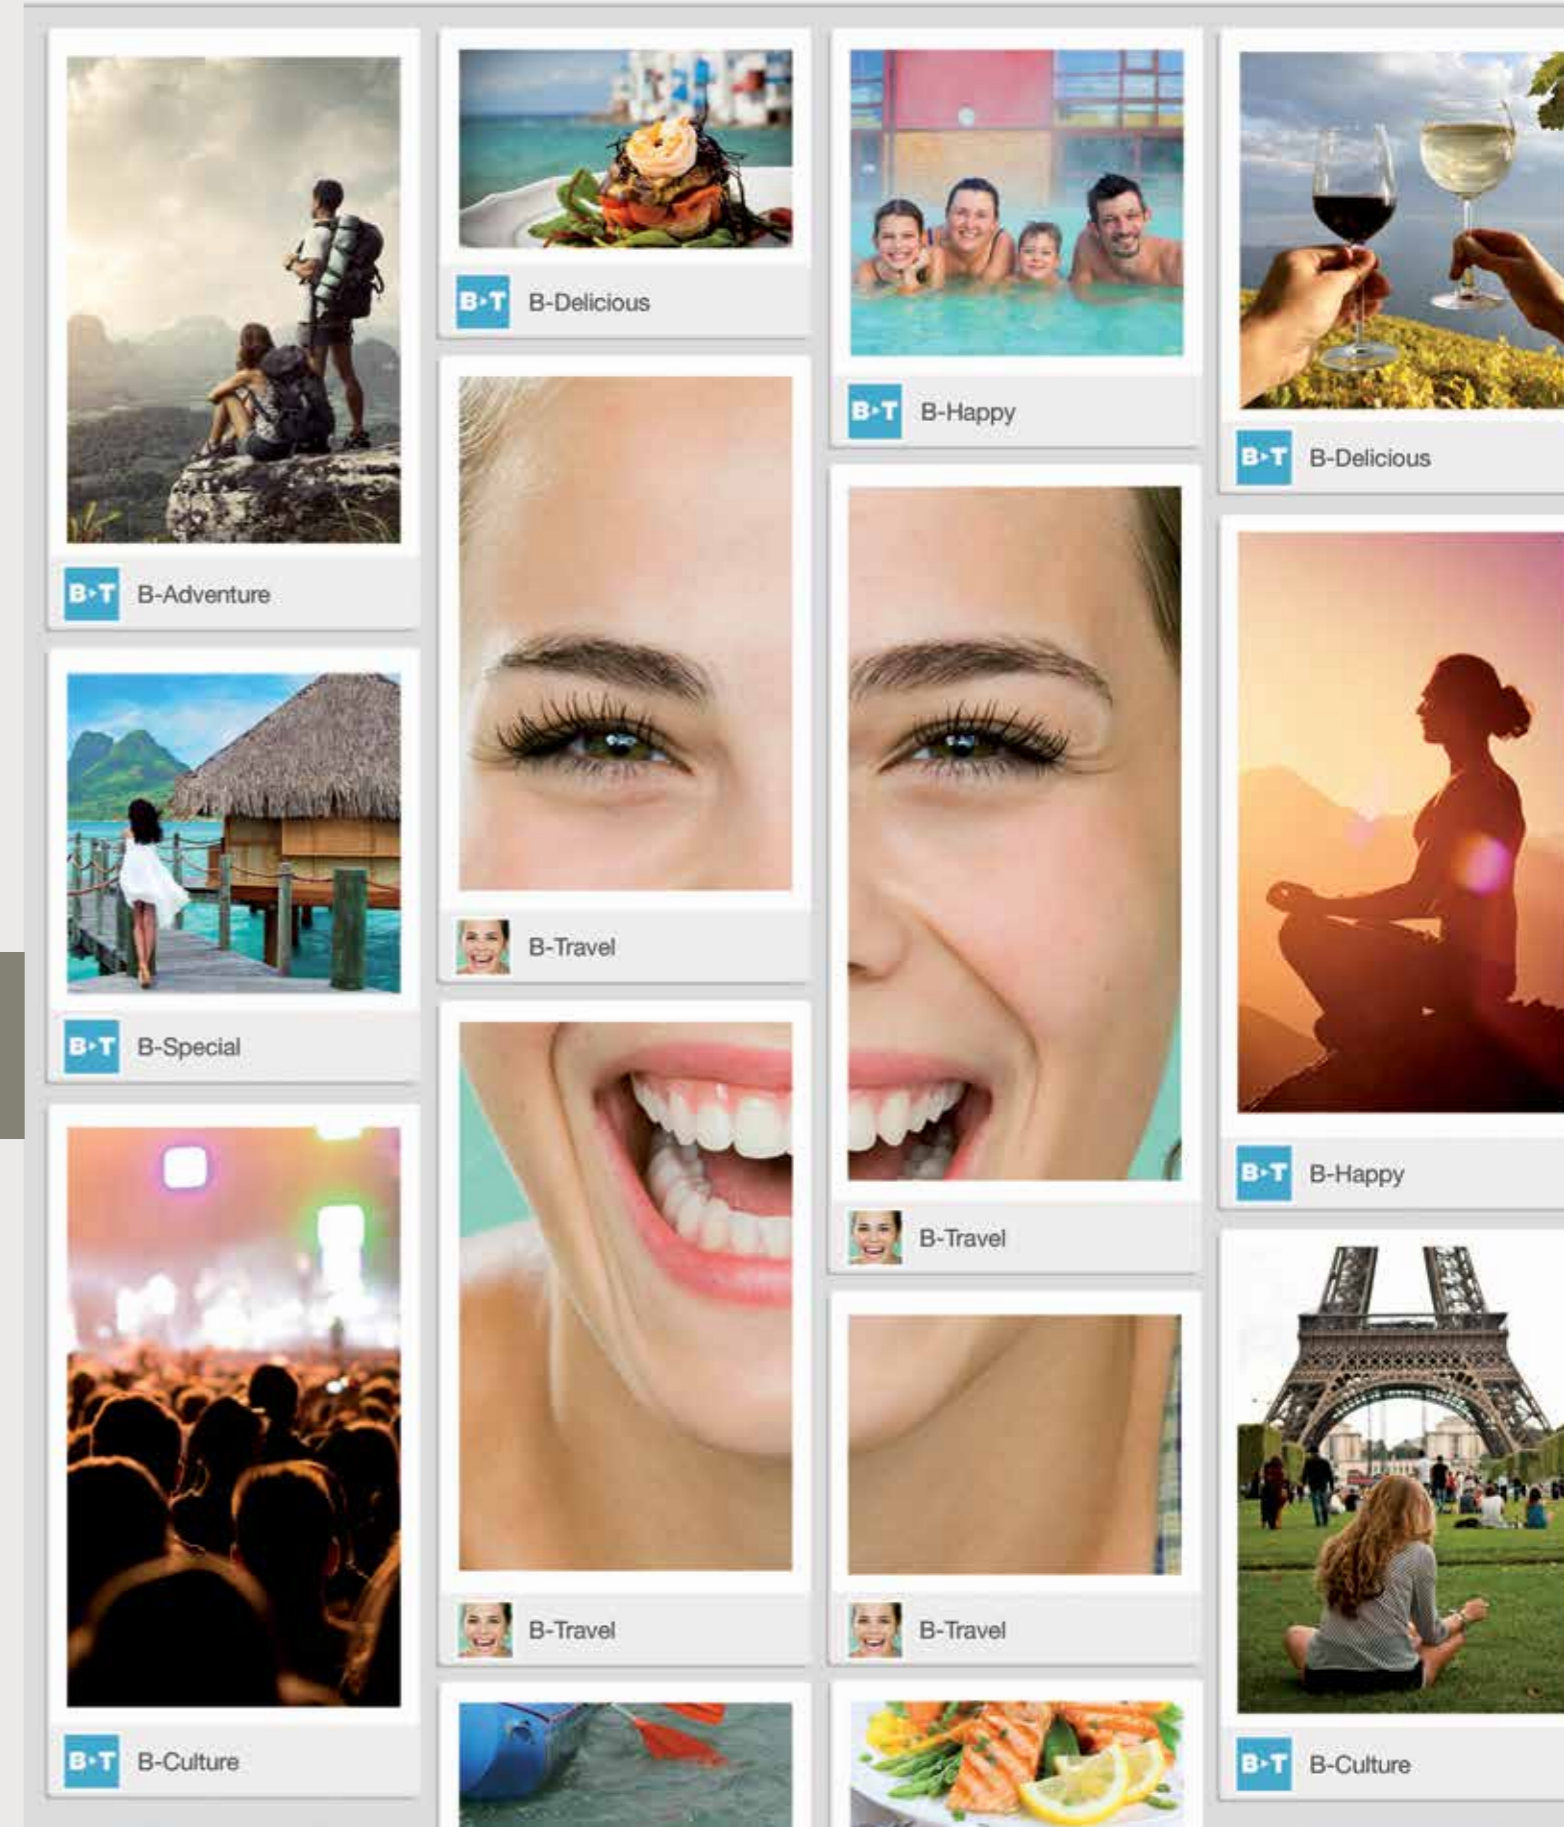 B·T B-Adventure
B·T B-Special
B·T B-Culture
B·T B-Delicious
B-Travel
B-Travel
B·T B-Happy
B-Travel
B-Travel
B·T B-Delicious
B·T B-Happy
B·T B-Culture